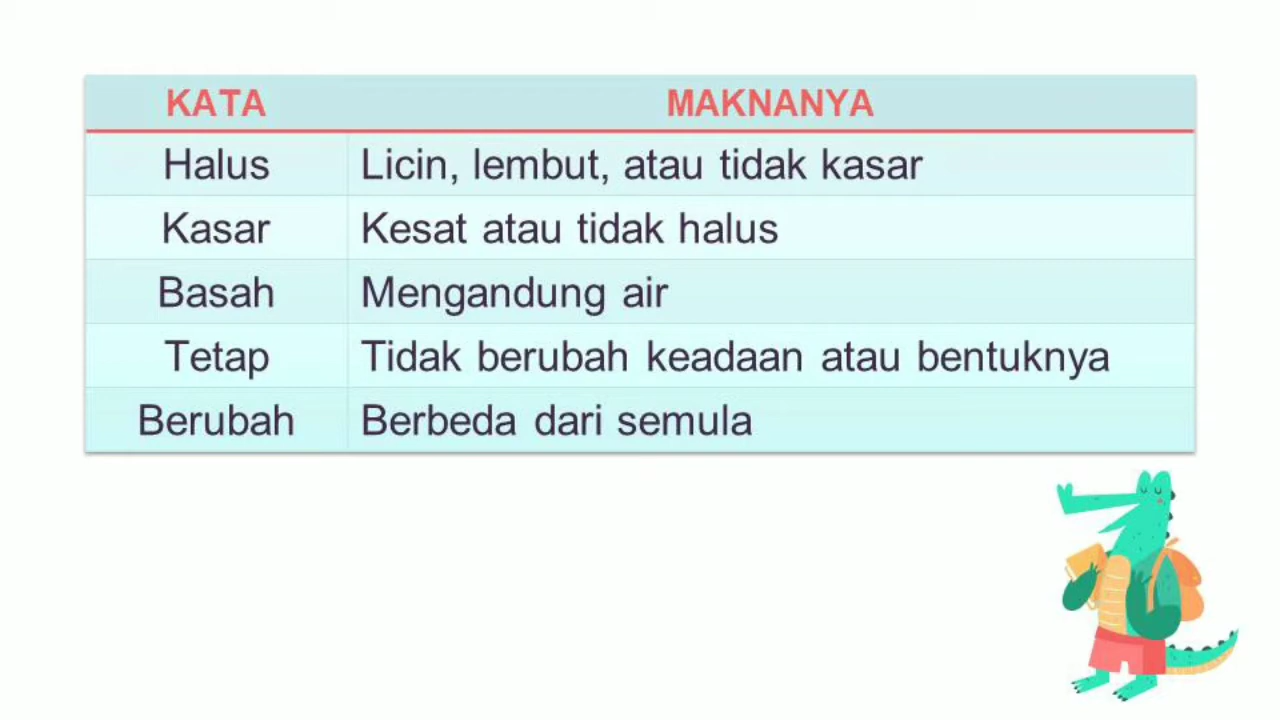 KATA MAKNANYA
Halus Licin, lembut, atau tidak kasar
Kasar Kesat atau tidak halus
Basah Mengandung air
Tetap Tidak berubah keadaan atau bentuknya
Berubah Berbeda dari semula